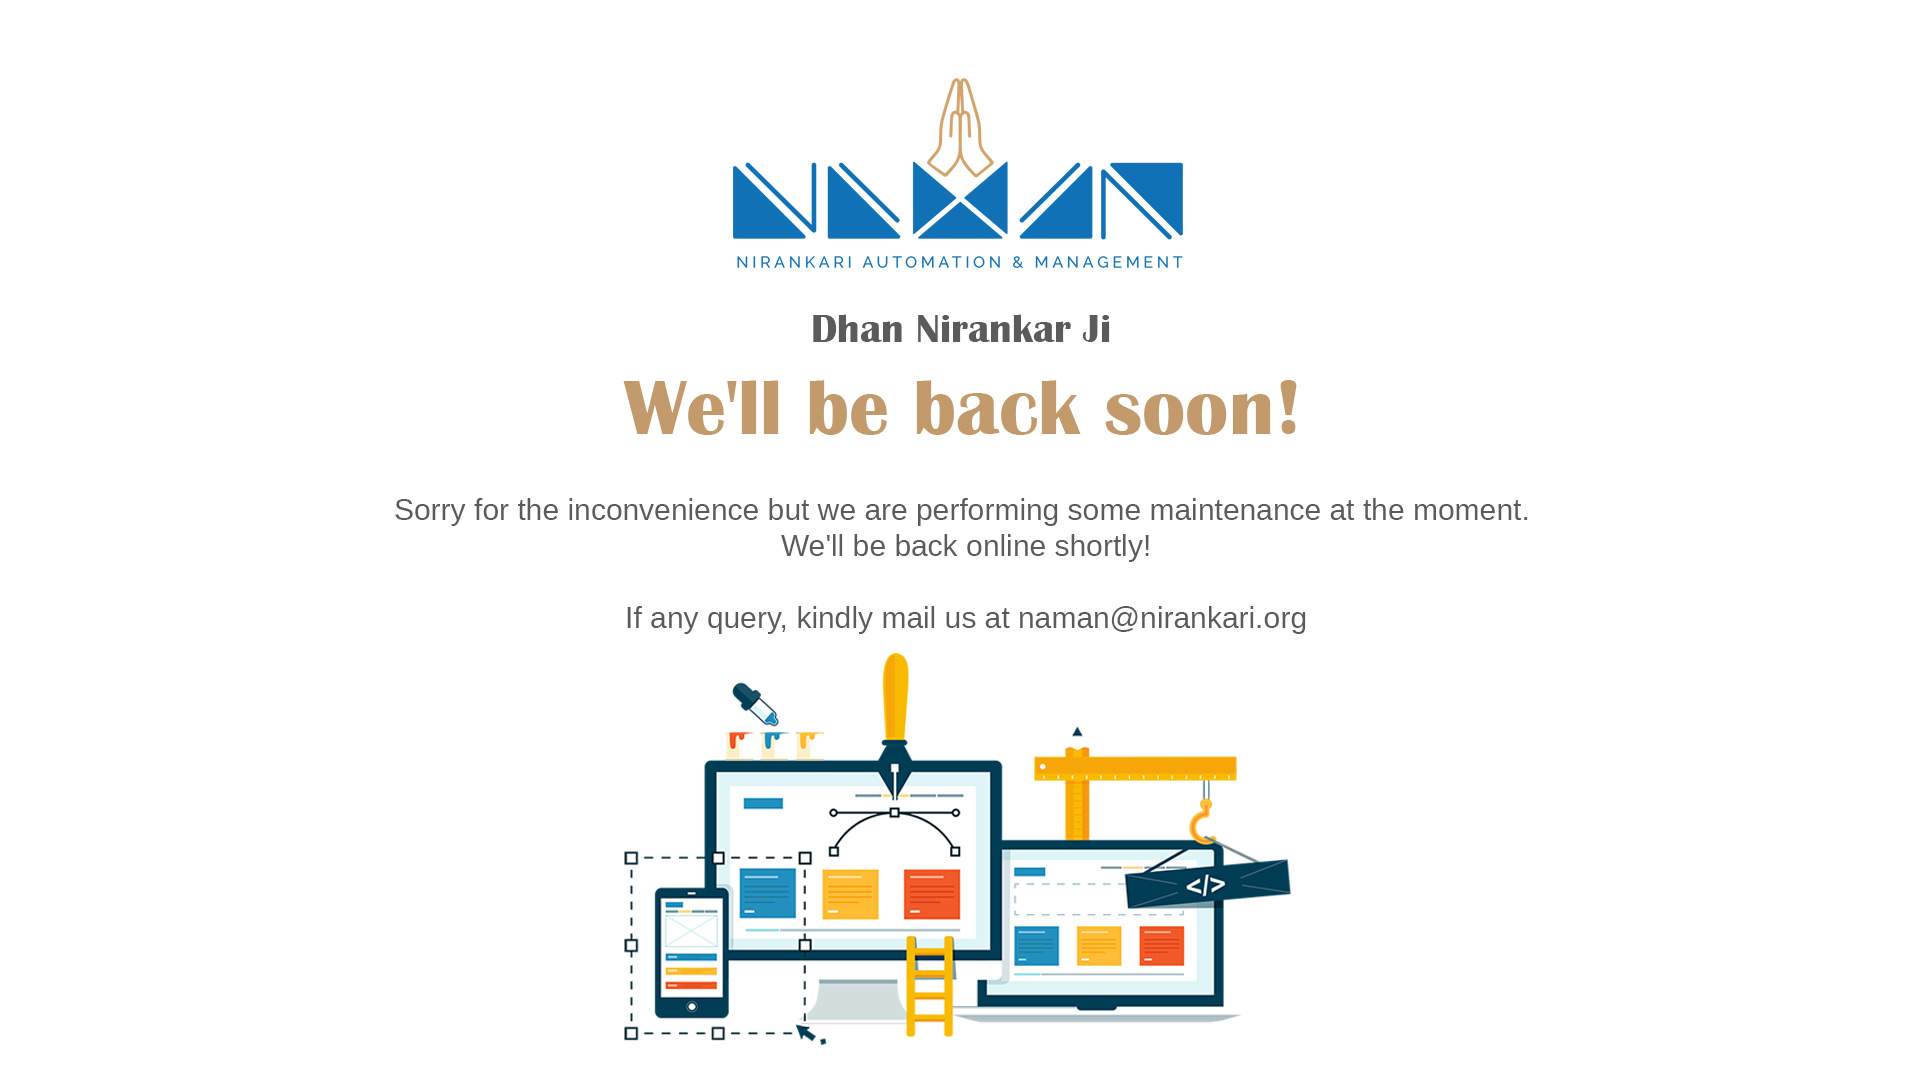 NAMAN
NIRANKARI AUTOMATION & MANAGEMENT
Dhan Nirankar Ji
We'll be back soon!
Sorry for the inconvenience but we are performing some maintenance at the moment.
We'll be back online shortly!
If any query, kindly mail us at naman@nirankari.org
</>